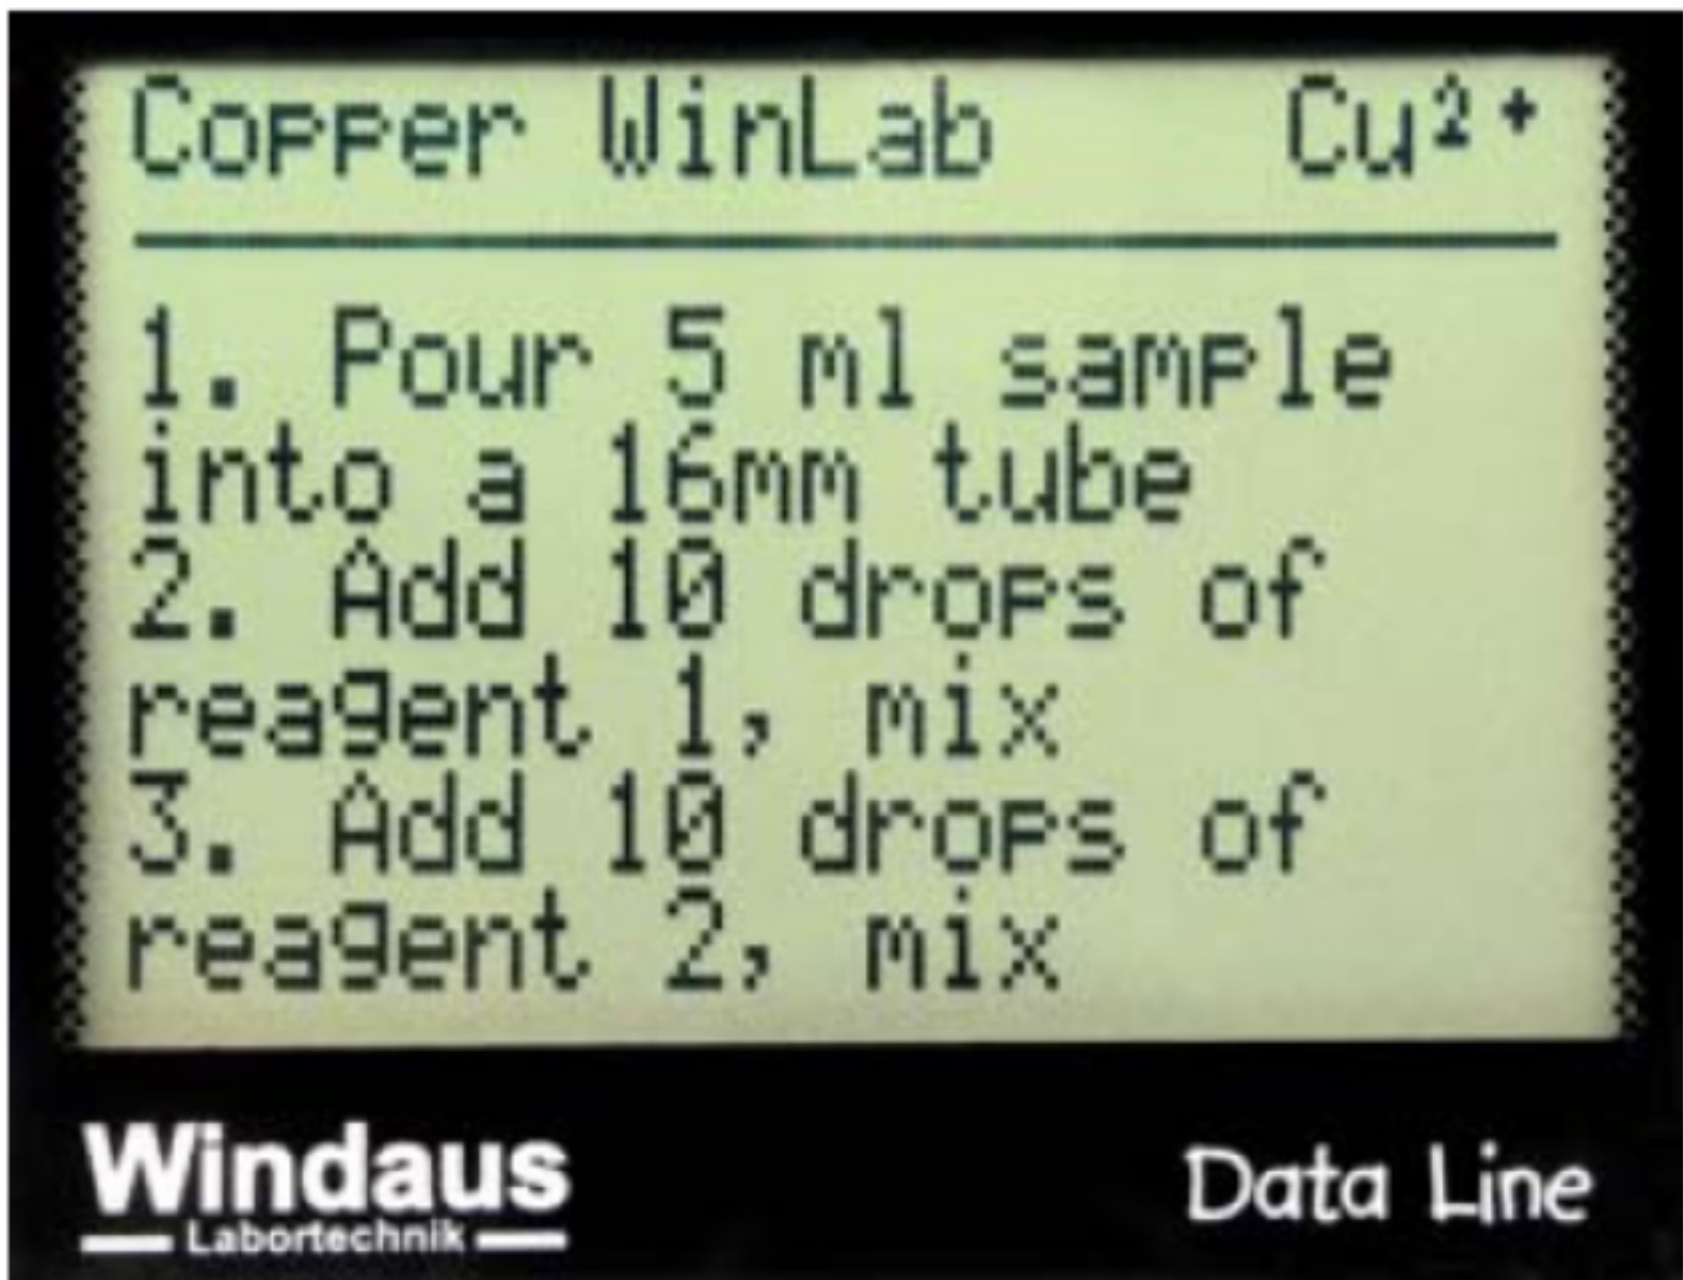 Copper WinLab Cu²⁺
1. Pour 5 ml sample
into a 16mm tube
2. Add 10 drops of
reagent 1, mix
3. Add 10 drops of
reagent 2, mix
Windaus Data Line
Labortechnik